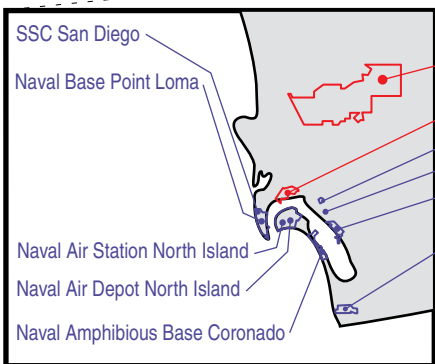 SSC San Diego
Naval Base Point Loma
Naval Air Station North Island
Naval Air Depot North Island
Naval Amphibious Base Coronado